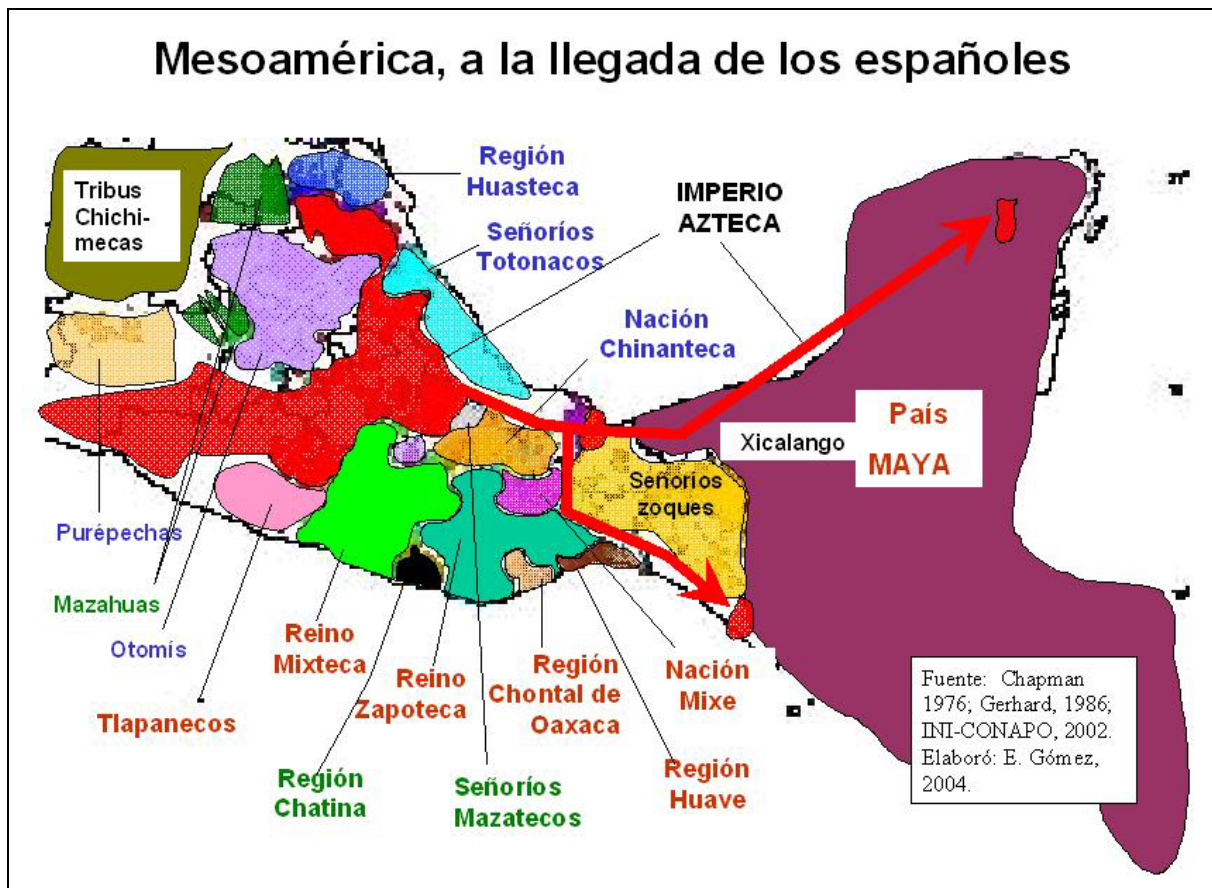 Mesoamérica, a la llegada de los españoles
Tribus
Chichi-
mecas
Región
Huasteca
IMPERIO
AZTECA
Señoríos
Totonacos
Nación
Chinanteca
País
MAYA
Xicalango
Señoríos
zoques
Purépechas
Mazahuas
Otomís
Tlapanecos
Reino
Mixteca
Reino
Zapoteca
Región
Chontal de
Oaxaca
Nación
Mixe
Región
Chatina
Señoríos
Mazatecos
Región
Huave
Fuente: Chapman
1976; Gerhard, 1986;
INI-CONAPO, 2002.
Elaboró: E. Gómez,
2004.